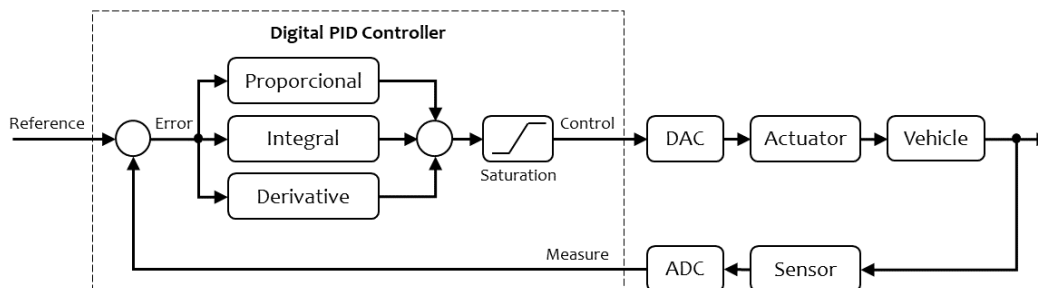 Digital PID Controller
Proporcional
Reference
Error
Integral
Control
DAC
Actuator
Vehicle
Saturation
Derivative
Measure
ADC
Sensor